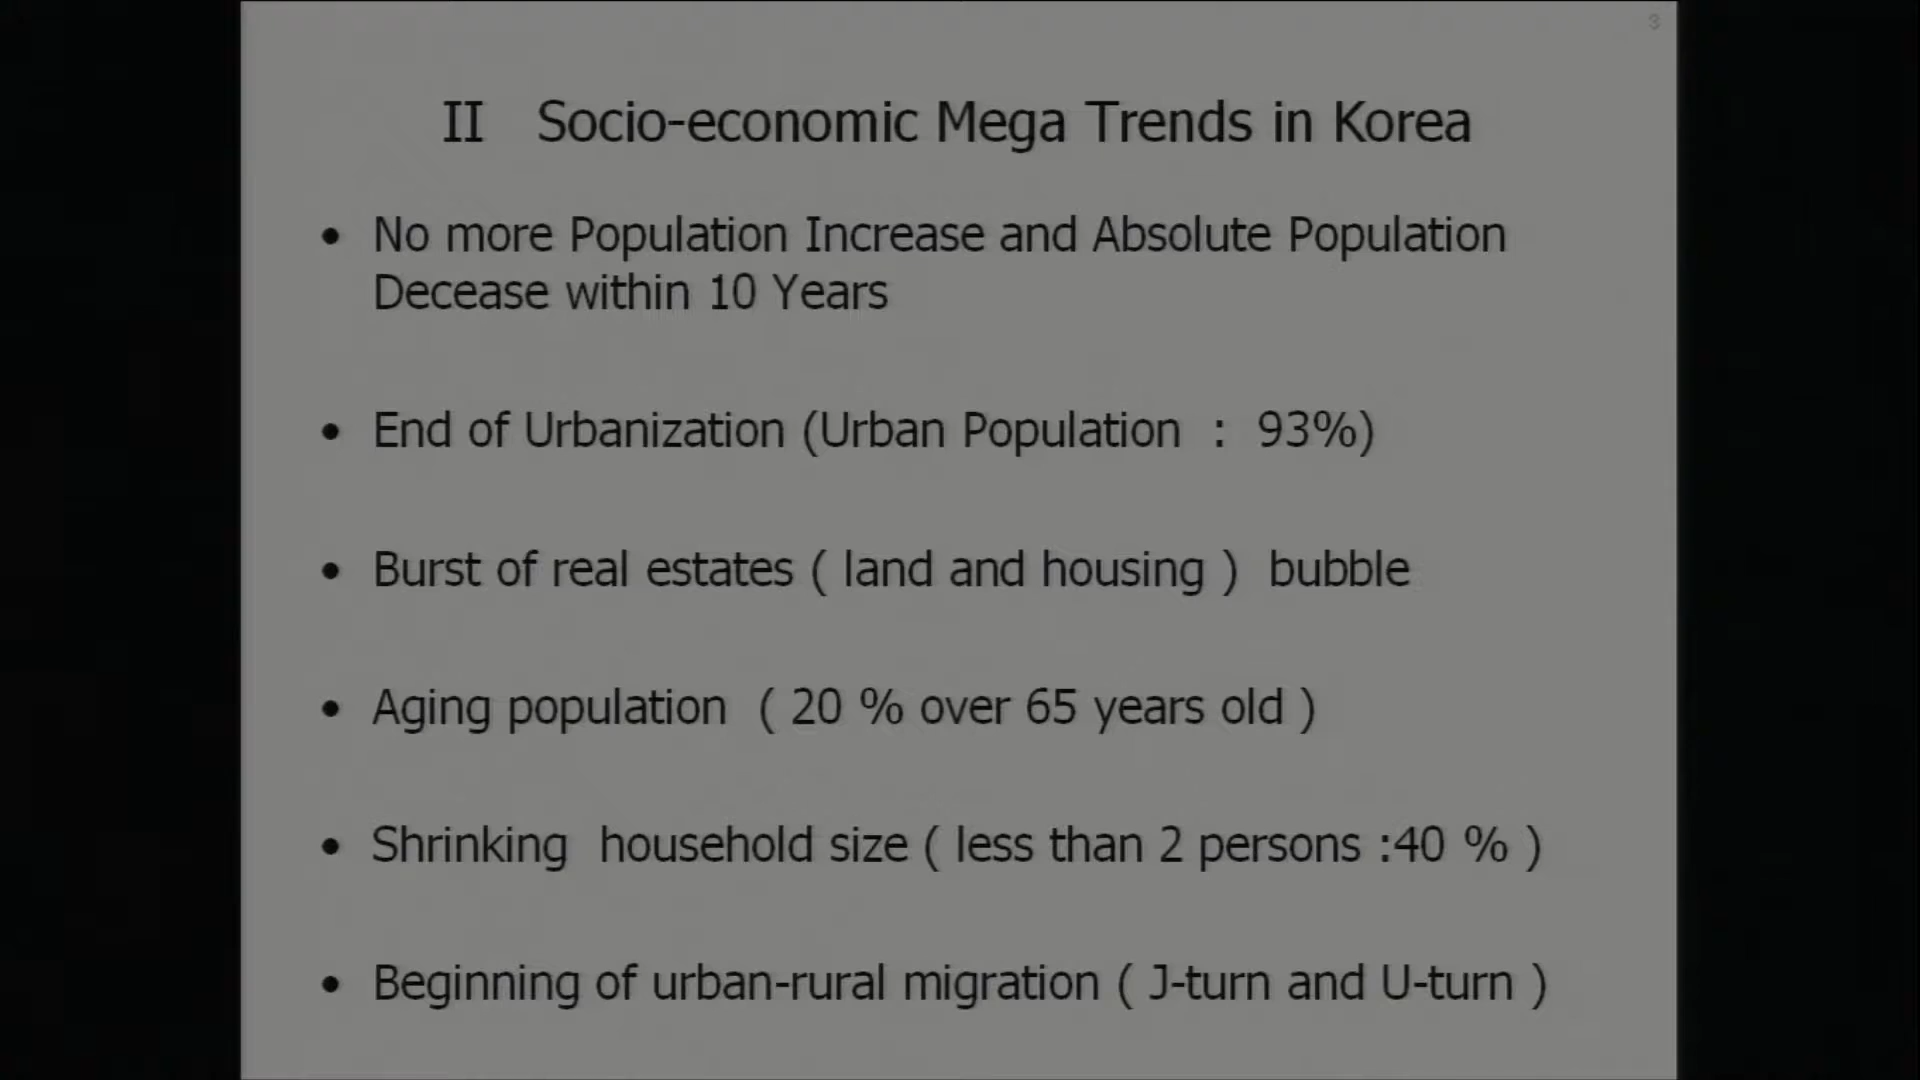 3
II Socio-economic Mega Trends in Korea
• No more Population Increase and Absolute Population
Decease within 10 Years
• End of Urbanization (Urban Population : 93%)
• Burst of real estates ( land and housing ) bubble
• Aging population ( 20 % over 65 years old )
• Shrinking household size ( less than 2 persons :40 % )
• Beginning of urban-rural migration ( J-turn and U-turn )